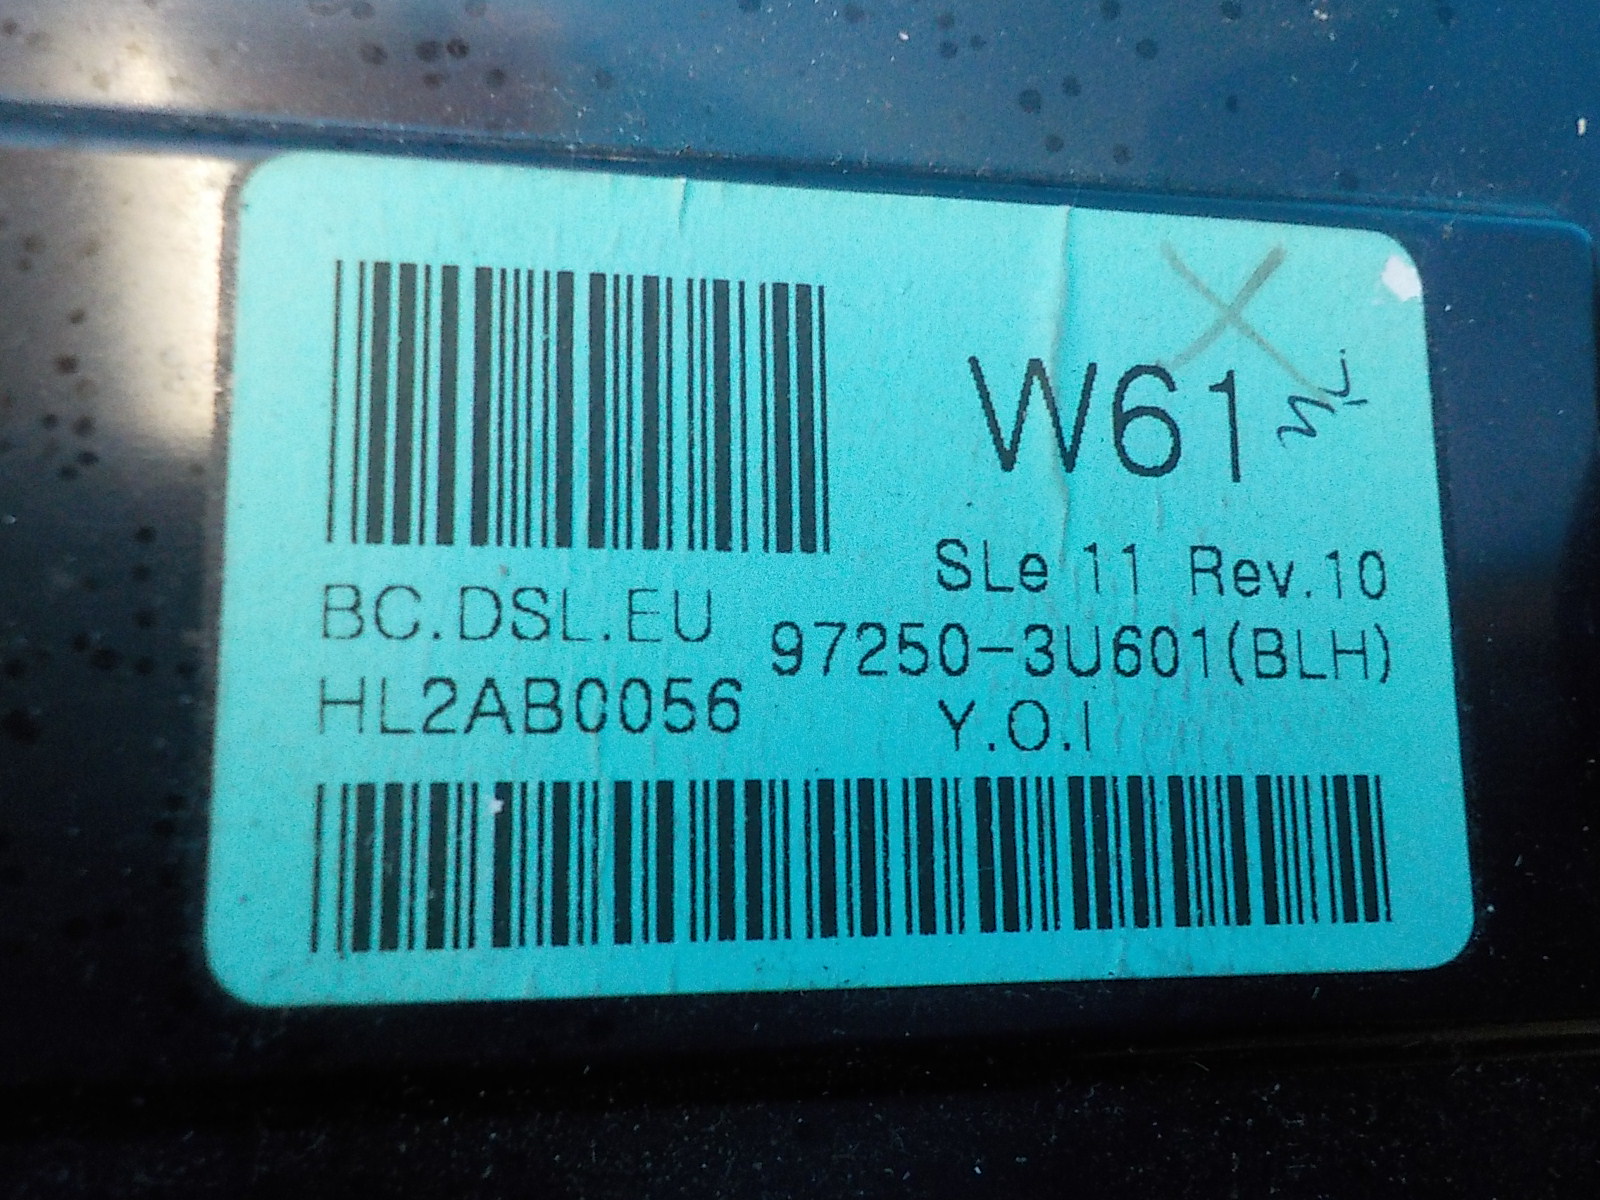 W61
SLe 11 Rev.10
BC.DSL.EU
97250-3U601(BLH)
HL2AB0056
Y.O.I